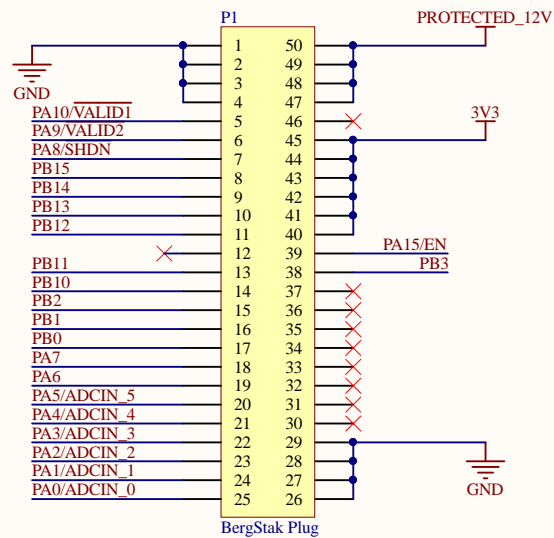 P1
PROTECTED_12V
1 50
2 49
3 48
GND
4 47
PA10/VALID1 5 46
3V3
PA9/VALID2 6 45
PA8/SHDN 7 44
PB15 8 43
PB14 9 42
PB13 10 41
PB12 11 40
12 39 PA15/EN
PB11 13 38 PB3
PB10 14 37
PB2 15 36
PB1 16 35
PB0 17 34
PA7 18 33
PA6 19 32
PA5/ADCIN_5 20 31
PA4/ADCIN_4 21 30
PA3/ADCIN_3 22 29
PA2/ADCIN_2 23 28
PA1/ADCIN_1 24 27
GND
PA0/ADCIN_0 25 26
BergStak Plug